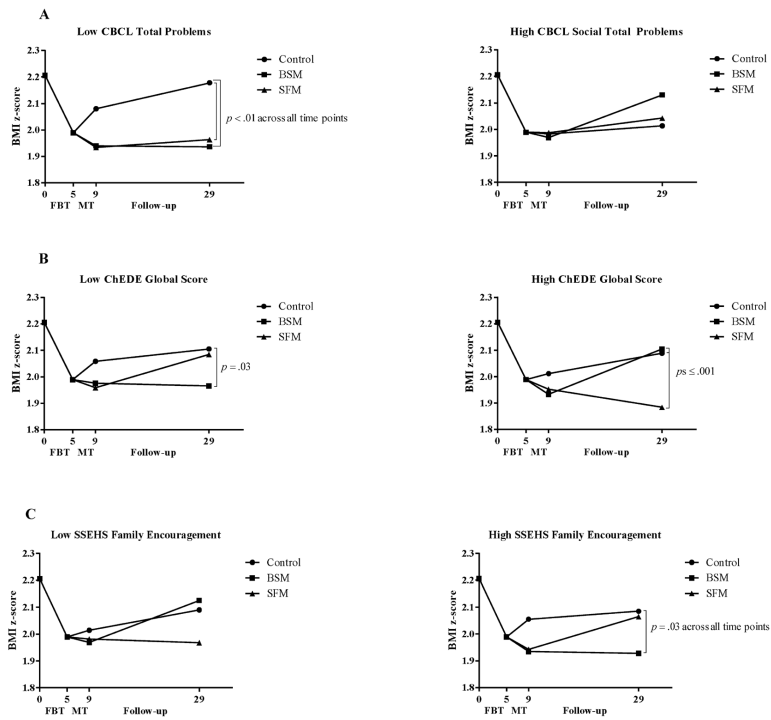 A
Low CBCL Total Problems
Control
BSM
SFM
BMI z-score
2.3
2.2
2.1
2.0
1.9
1.8
p < .01 across all time points
0 5 9 29
FBT MT Follow-up
High CBCL Social Total Problems
Control
BSM
SFM
BMI z-score
2.3
2.2
2.1
2.0
1.9
1.8
0 5 9 29
FBT MT Follow-up
B
Low ChEDE Global Score
Control
BSM
SFM
BMI z-score
2.3
2.2
2.1
2.0
1.9
1.8
p = .03
0 5 9 29
FBT MT Follow-up
High ChEDE Global Score
Control
BSM
SFM
BMI z-score
2.3
2.2
2.1
2.0
1.9
1.8
ps ≤ .001
0 5 9 29
FBT MT Follow-up
C
Low SSEHS Family Encouragement
Control
BSM
SFM
BMI z-score
2.3
2.2
2.1
2.0
1.9
1.8
0 5 9 29
FBT MT Follow-up
High SSEHS Family Encouragement
Control
BSM
SFM
BMI z-score
2.3
2.2
2.1
2.0
1.9
1.8
p = .03 across all time points
0 5 9 29
FBT MT Follow-up